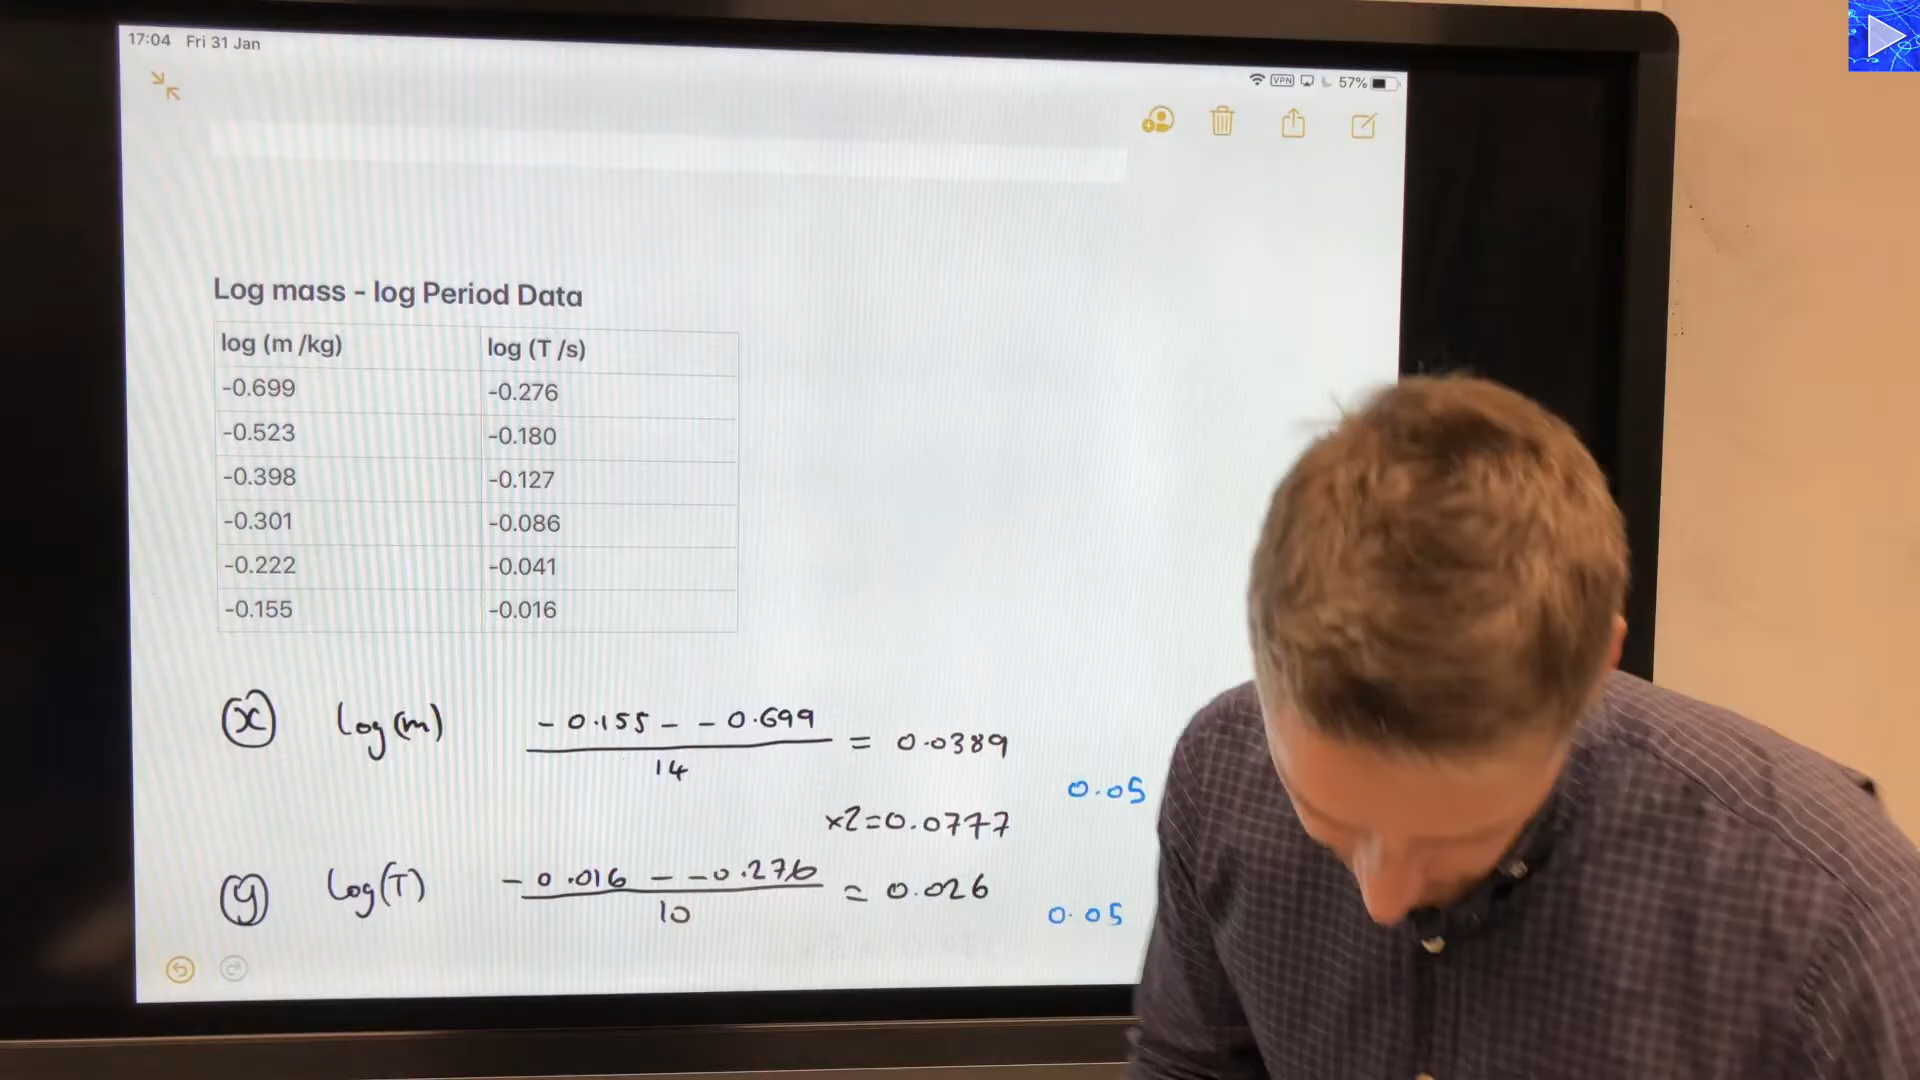 17:04 Fri 31 Jan
VPN 57%
Log mass - log Period Data
log (m /kg) log (T /s)
-0.699 -0.276
-0.523 -0.180
-0.398 -0.127
-0.301 -0.086
-0.222 -0.041
-0.155 -0.016
x log(m) -0.155 - -0.699 / 14 = 0.0389
0.05
x2=0.0777
y log(T) -0.016 - -0.276 / 10 = 0.026
0.05